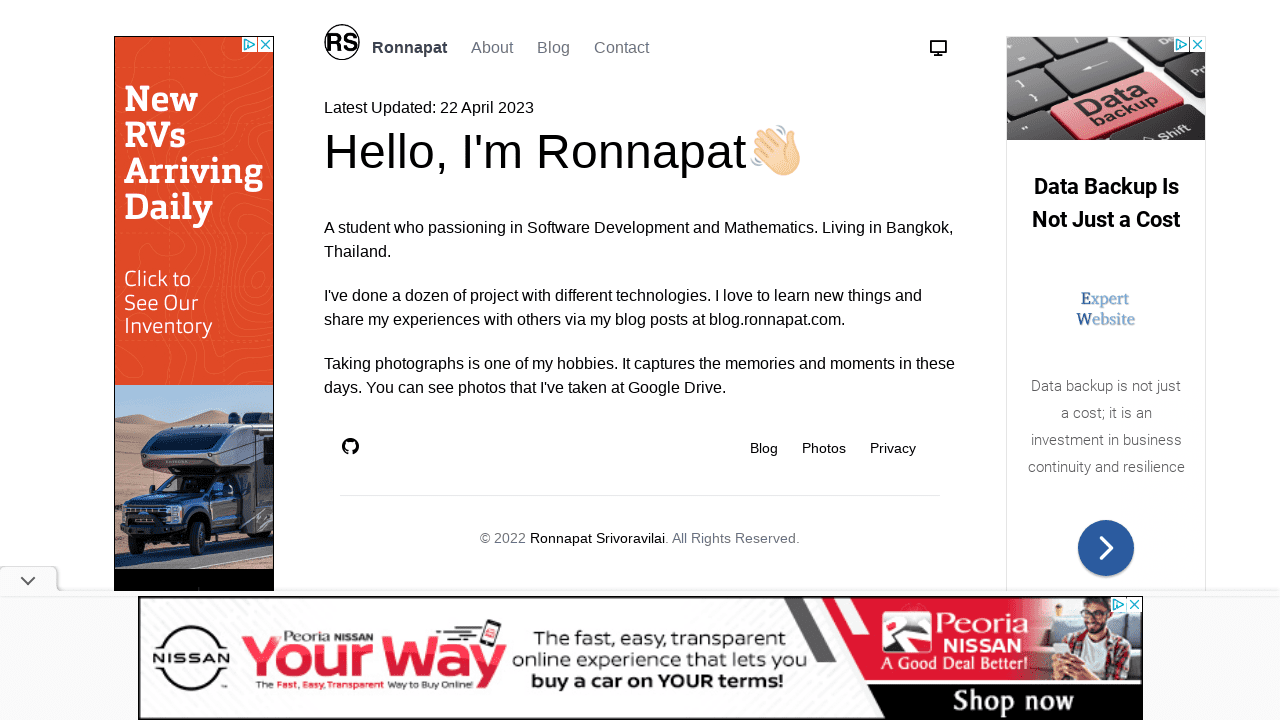 RS
Ronnapat
About
Blog
Contact
Latest Updated: 22 April 2023
Hello, I'm Ronnapat
A student who passioning in Software Development and Mathematics. Living in Bangkok,
Thailand.
I've done a dozen of project with different technologies. I love to learn new things and
share my experiences with others via my blog posts at blog.ronnapat.com.
Taking photographs is one of my hobbies. It captures the memories and moments in these
days. You can see photos that I've taken at Google Drive.
Blog
Photos
Privacy
© 2022 Ronnapat Srivoravilai. All Rights Reserved.
New
RVs
Arriving
Daily
Click to
See Our
Inventory
Data
backup
Shift
Data Backup Is
Not Just a Cost
Expert
Website
Data backup is not just
a cost; it is an
investment in business
continuity and resilience
NISSAN
Peoria NISSAN
Your Way
The Fast, Easy, Transparent Way to Buy Online!
The fast, easy, transparent
online experience that lets you
buy a car on YOUR terms!
Peoria
NISSAN
A Good Deal Better!
Shop now